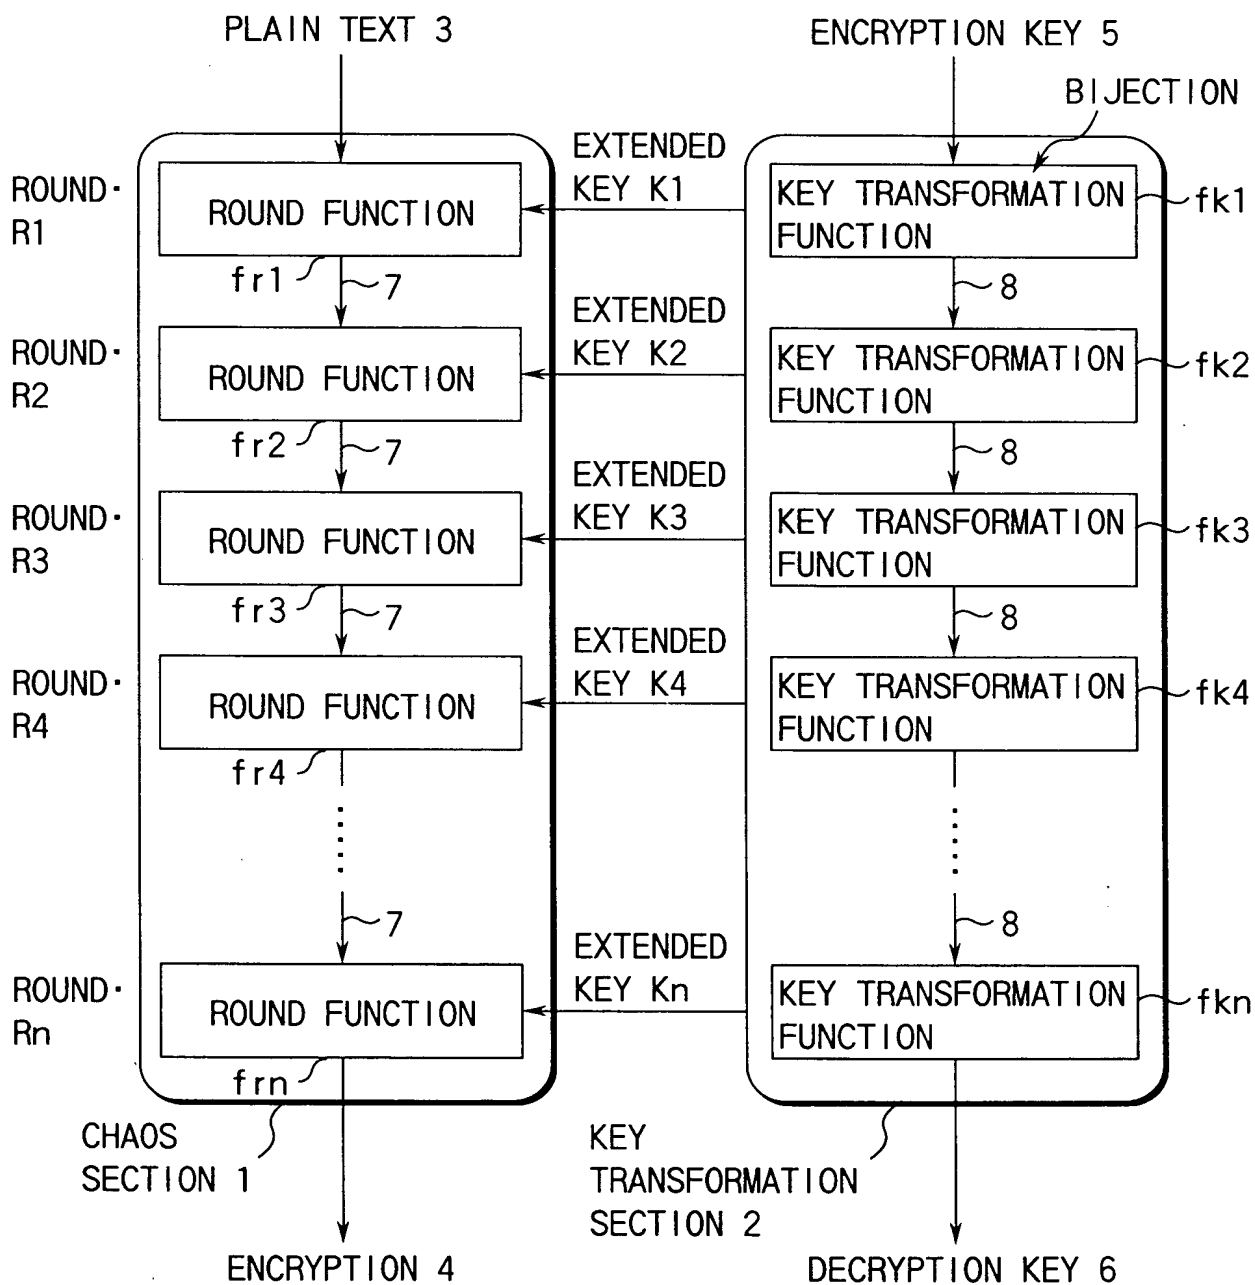 PLAIN TEXT 3
ENCRYPTION KEY 5
BIJECTION
ROUND·
R1
ROUND FUNCTION
fr1
7
EXTENDED
KEY K1
KEY TRANSFORMATION
FUNCTION
fk1
8
ROUND·
R2
ROUND FUNCTION
fr2
7
EXTENDED
KEY K2
KEY TRANSFORMATION
FUNCTION
fk2
8
ROUND·
R3
ROUND FUNCTION
fr3
7
EXTENDED
KEY K3
KEY TRANSFORMATION
FUNCTION
fk3
8
ROUND·
R4
ROUND FUNCTION
fr4
EXTENDED
KEY K4
KEY TRANSFORMATION
FUNCTION
fk4
7
8
ROUND·
Rn
ROUND FUNCTION
frn
EXTENDED
KEY Kn
KEY TRANSFORMATION
FUNCTION
fkn
CHAOS
SECTION 1
KEY
TRANSFORMATION
SECTION 2
ENCRYPTION 4
DECRYPTION KEY 6